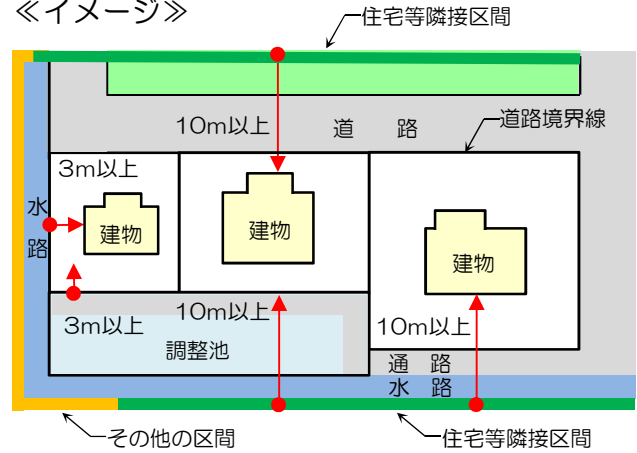 ≪イメージ≫
住宅等隣接区間
10m以上
道 路
道路境界線
3m以上
水路
建物
建物
建物
3m以上
10m以上
10m以上
調整池
通 路
水 路
その他の区間
住宅等隣接区間